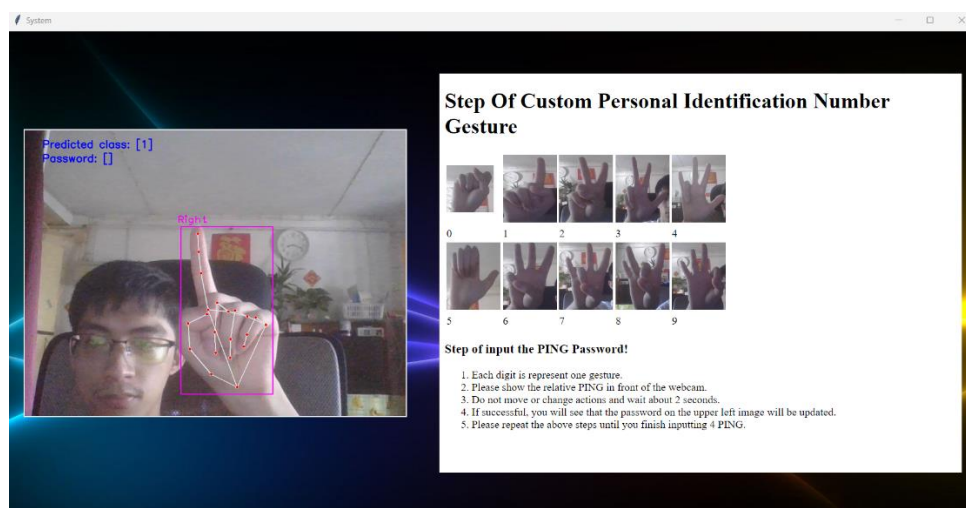 System
Predicted class: [1]
Password: []
Right
Step Of Custom Personal Identification Number
Gesture
0 1 2 3 4
5 6 7 8 9
Step of input the PING Password!
1. Each digit is represent one gesture.
2. Please show the relative PING in front of the webcam.
3. Do not move or change actions and wait about 2 seconds.
4. If successful, you will see that the password on the upper left image will be updated.
5. Please repeat the above steps until you finish inputting 4 PING.